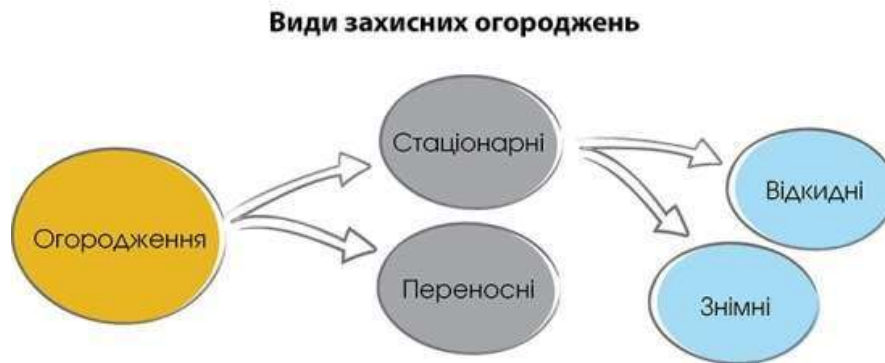 Види захисних огороджень
Огородження
Стаціонарні
Переносні
Відкидні
Знімні